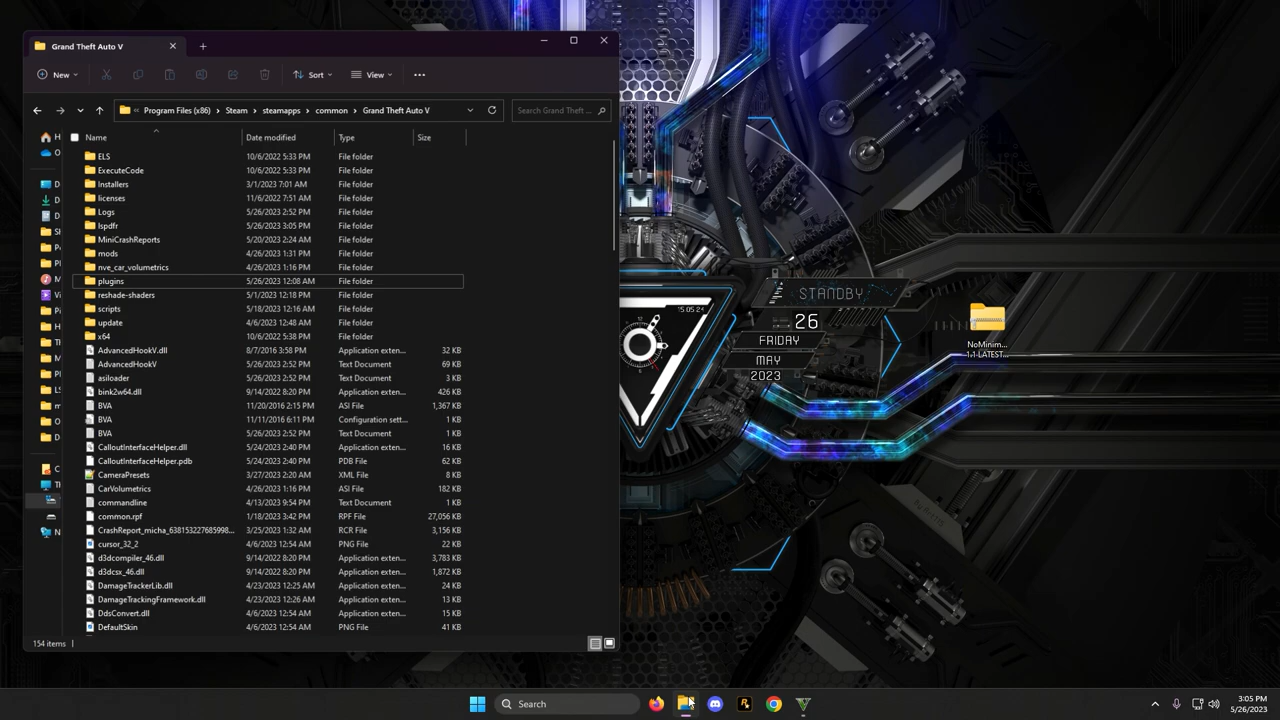 Grand Theft Auto V
New
Sort
View
Program Files (x86) > Steam > steamapps > common > Grand Theft Auto V
Search Grand Theft ...
Name Date modified Type Size
ELS 10/6/2022 5:33 PM File folder
ExecuteCode 10/6/2022 5:33 PM File folder
Installers 3/1/2023 7:01 AM File folder
licenses 11/6/2022 7:51 AM File folder
Logs 5/26/2023 2:52 PM File folder
lspdfr 5/26/2023 3:05 PM File folder
MiniCrashReports 5/20/2023 2:24 AM File folder
mods 4/26/2023 1:31 PM File folder
nve_car_volumetrics 4/26/2023 1:16 PM File folder
plugins 5/26/2023 12:08 AM File folder
reshade-shaders 5/1/2023 12:18 PM File folder
scripts 5/18/2023 12:16 AM File folder
update 4/6/2023 12:48 AM File folder
x64 10/6/2022 5:38 PM File folder
AdvancedHookV.dll 8/7/2016 3:58 PM Application exten... 32 KB
AdvancedHookV 5/26/2023 2:52 PM Text Document 69 KB
asiloader 5/26/2023 2:52 PM Text Document 3 KB
bink2w64.dll 9/14/2022 8:20 PM Application exten... 426 KB
BVA 11/20/2016 2:15 PM ASI File 1,367 KB
BVA 11/11/2016 6:11 PM Configuration sett... 1 KB
BVA 5/26/2023 2:52 PM Text Document 1 KB
CalloutInterfaceHelper.dll 5/24/2023 2:40 PM Application exten... 16 KB
CalloutInterfaceHelper.pdb 5/24/2023 2:40 PM PDB File 62 KB
CameraPresets 3/27/2023 2:20 AM XML File 8 KB
CarVolumetrics 4/26/2023 1:16 PM ASI File 182 KB
commandline 4/13/2023 9:54 PM Text Document 1 KB
common.rpf 1/18/2023 3:42 PM RPF File 27,056 KB
CrashReport_micha_638153227685998... 3/25/2023 1:32 AM RCR File 3,156 KB
cursor_32_2 4/6/2023 12:54 AM PNG File 22 KB
d3dcompiler_46.dll 9/14/2022 8:20 PM Application exten... 3,783 KB
d3dcsx_46.dll 9/14/2022 8:20 PM Application exten... 1,872 KB
DamageTrackerLib.dll 4/23/2023 12:25 AM Application exten... 24 KB
DamageTrackingFramework.dll 4/23/2023 12:26 AM Application exten... 13 KB
DdsConvert.dll 4/6/2023 12:54 AM Application exten... 15 KB
DefaultSkin 4/6/2023 12:54 AM PNG File 41 KB
154 items
STANDBY
26
FRIDAY
MAY
2023
NoMinim...
1.1-LATEST...
Search
3:05 PM
5/26/2023